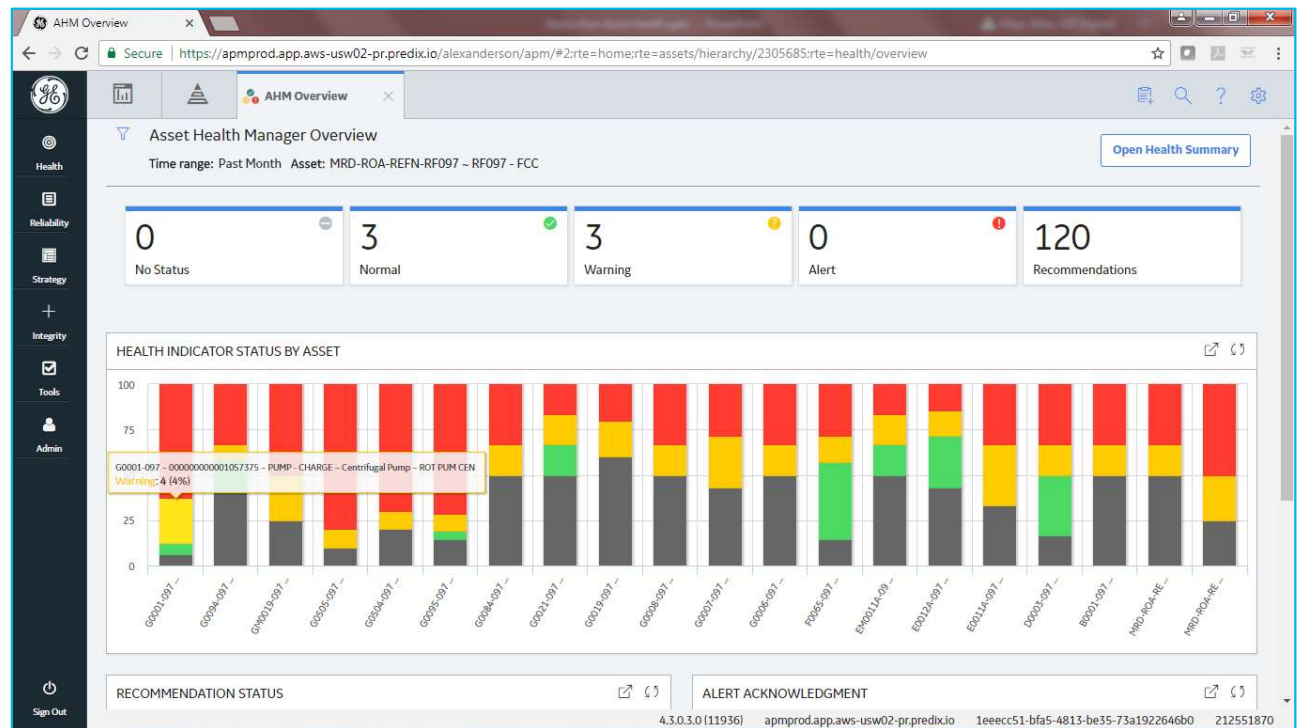 AHM Overview
Secure | https://apmprod.app.aws-usw02-pr.predix.io/alexanderson/apm/#2;rte=home;rte=assets/hierarchy/2305685;rte=health/overview
AHM Overview
Asset Health Manager Overview
Open Health Summary
Time range: Past Month Asset: MRD-ROA-REFN-RF097 ~ RF097 - FCC
Health
Reliability
Strategy
Integrity
Tools
Admin
Sign Out
0
No Status
3
Normal
3
Warning
0
Alert
120
Recommendations
HEALTH INDICATOR STATUS BY ASSET
100
75
25
0
G0001-097 ~ 000000000001057375 ~ PUMP - CHARGE ~ Centrifugal Pump ~ ROT PUM CEN
Warning: 4 (4%)
G0001-097 ~ ...
G0094-097 ~ ...
GM0019-097 ...
G0505-097 ~ ...
G0504-097 ~ ...
G0095-097 ~ ...
G0084-097 ~ ...
G0021-097 ~ ...
G0019-097 ~ ...
G0008-097 ~ ...
G0007-097 ~ ...
G0006-097 ~ ...
F0065-097 ~ ...
EM0011A-09 ...
E0012A-097 ...
E0011A-097 ...
D0003-097 ...
B0001-097 ~ ...
MRD-ROA-RE...
MRD-ROA-RE...
RECOMMENDATION STATUS
ALERT ACKNOWLEDGMENT
4.3.0.3.0 (11936) apmprod.app.aws-usw02-pr.predix.io 1eeecc51-bfa5-4813-be35-73a1922646b0 212551870